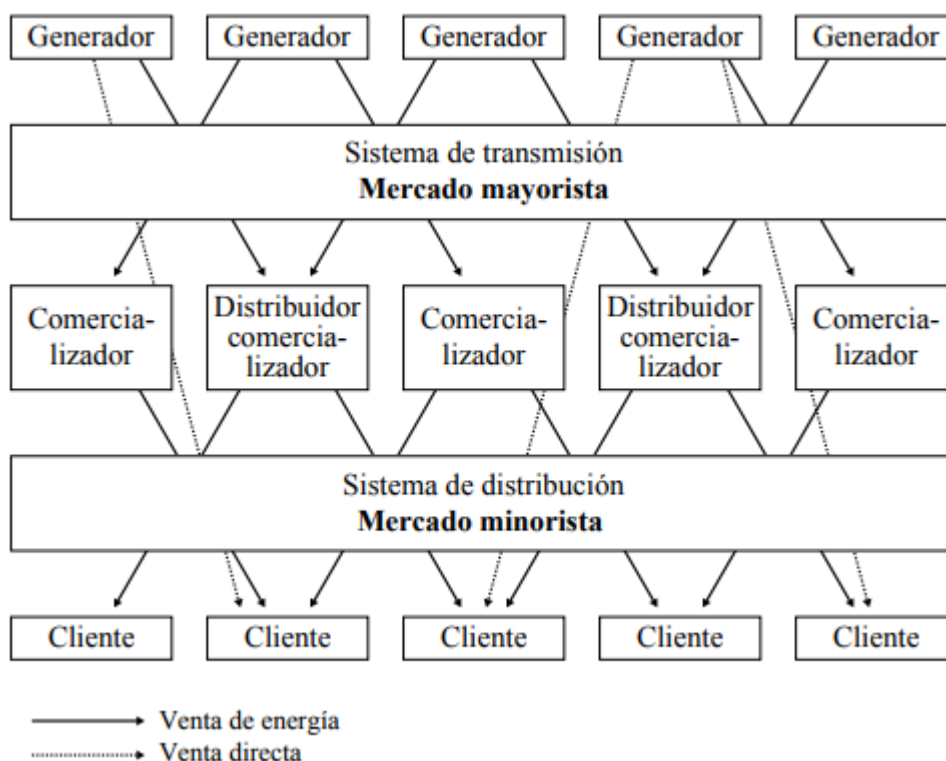 Generador
Generador
Generador
Generador
Generador
Sistema de transmisión
Mercado mayorista
Comercia-
lizador
Distribuidor
comercia-
lizador
Comercia-
lizador
Distribuidor
comercia-
lizador
Comercia-
lizador
Sistema de distribución
Mercado minorista
Cliente
Cliente
Cliente
Cliente
Cliente
Venta de energía
Venta directa